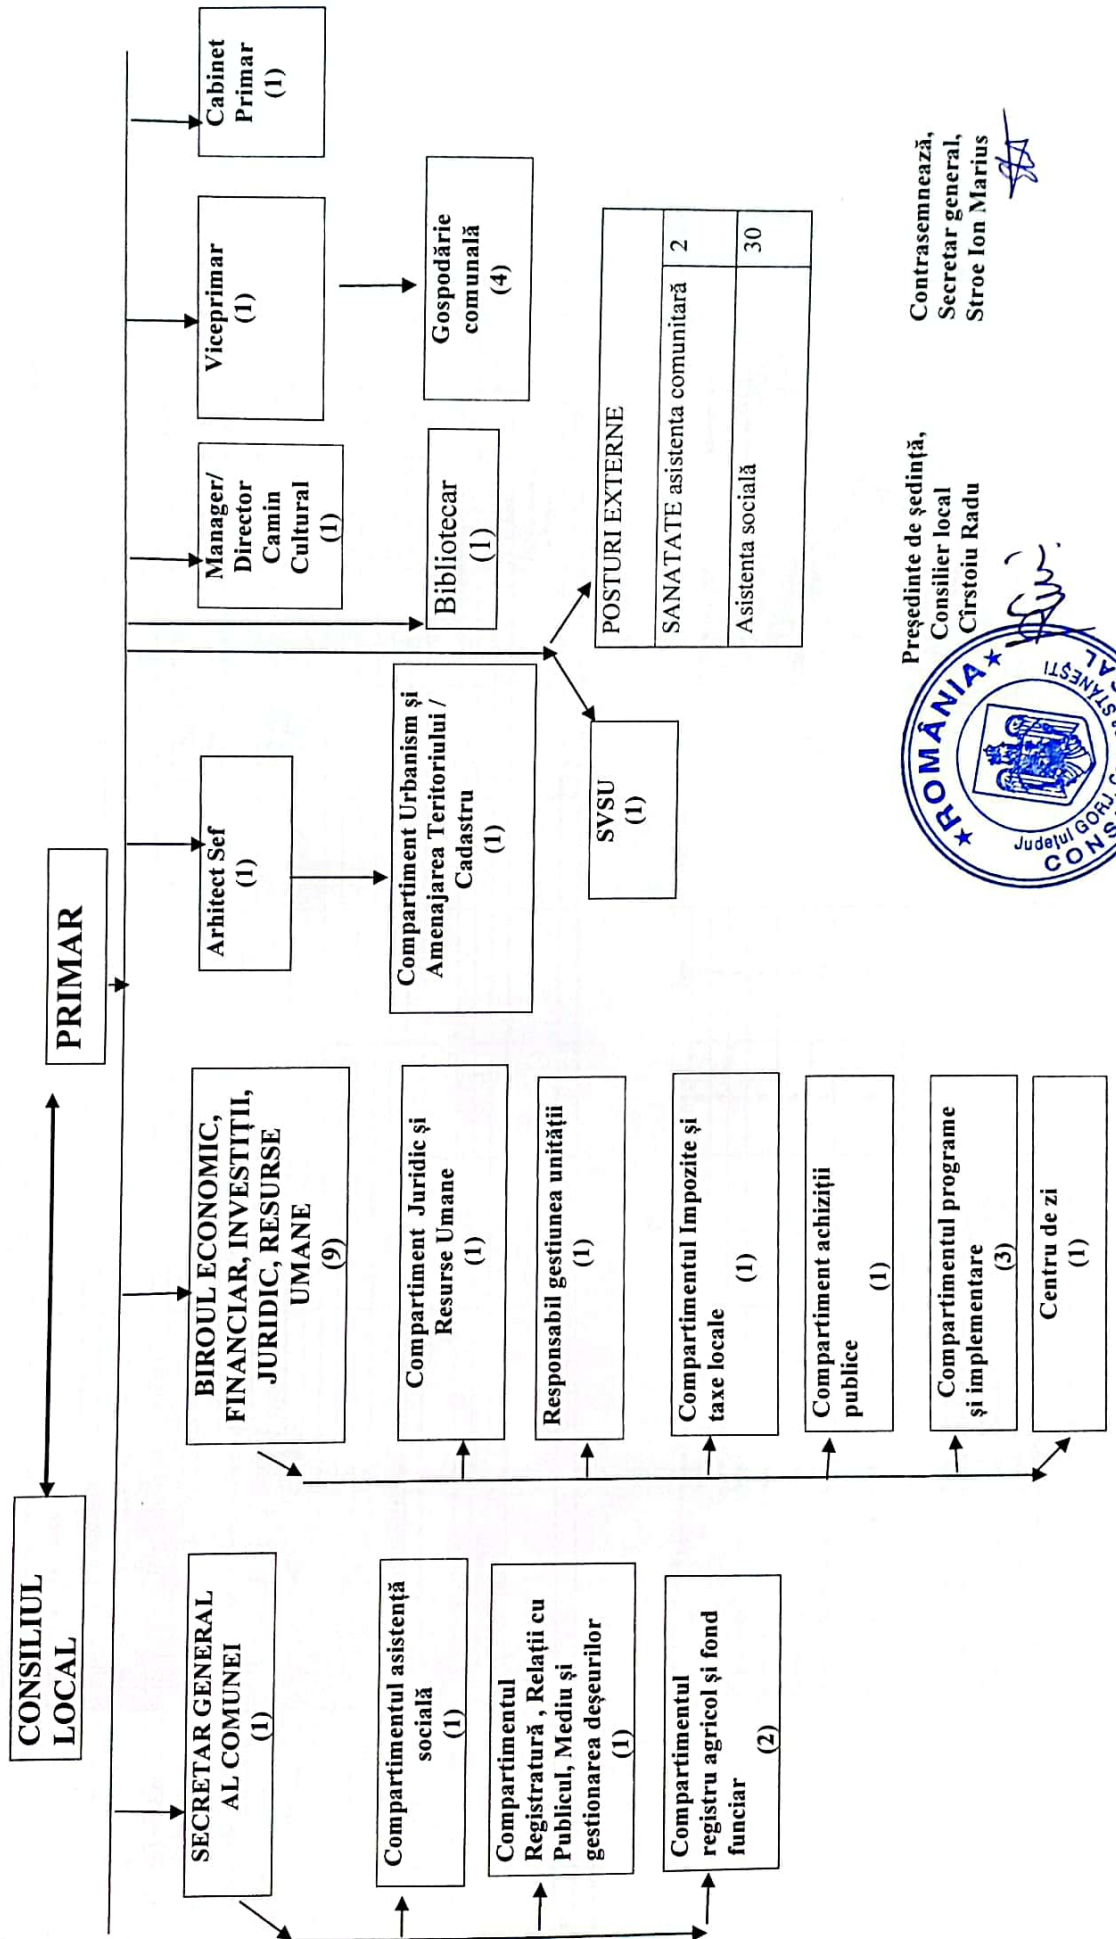 CONSILIUL
LOCAL
PRIMAR
SECRETAR GENERAL
AL COMUNEI
(1)
Compartimentul asistență
socială
(1)
Compartimentul
Registratură , Relații cu
Publicul, Mediu și
gestionarea deșeurilor
(1)
Compartimentul
registru agricol și fond
funciar
(2)
BIROUL ECONOMIC,
FINANCIAR, INVESTIȚII,
JURIDIC, RESURSE
UMANE
(9)
Compartiment Juridic și
Resurse Umane
(1)
Responsabil gestiunea unității
(1)
Compartimentul Impozite și
taxe locale
(1)
Compartiment achiziții
publice
(1)
Compartimentul programe
și implementare
(3)
Centru de zi
(1)
Arhitect Sef
(1)
Compartiment Urbanism și
Amenajarea Teritoriului /
Cadastru
(1)
SVSU
(1)
Manager/
Director
Camin
Cultural
(1)
Bibliotecar
(1)
Viceprimar
(1)
Gospodărie
comunală
(4)
Cabinet
Primar
(1)
POSTURI EXTERNE
SANATATE asistenta comunitară 2
Asistenta socială 30
Președinte de ședință,
Consilier local
Cîrstoiu Radu
Contrasemnează,
Secretar general,
Stroe Ion Marius
★ ROMÂNIA ★
Județul GORJ
STĂNEȘTI